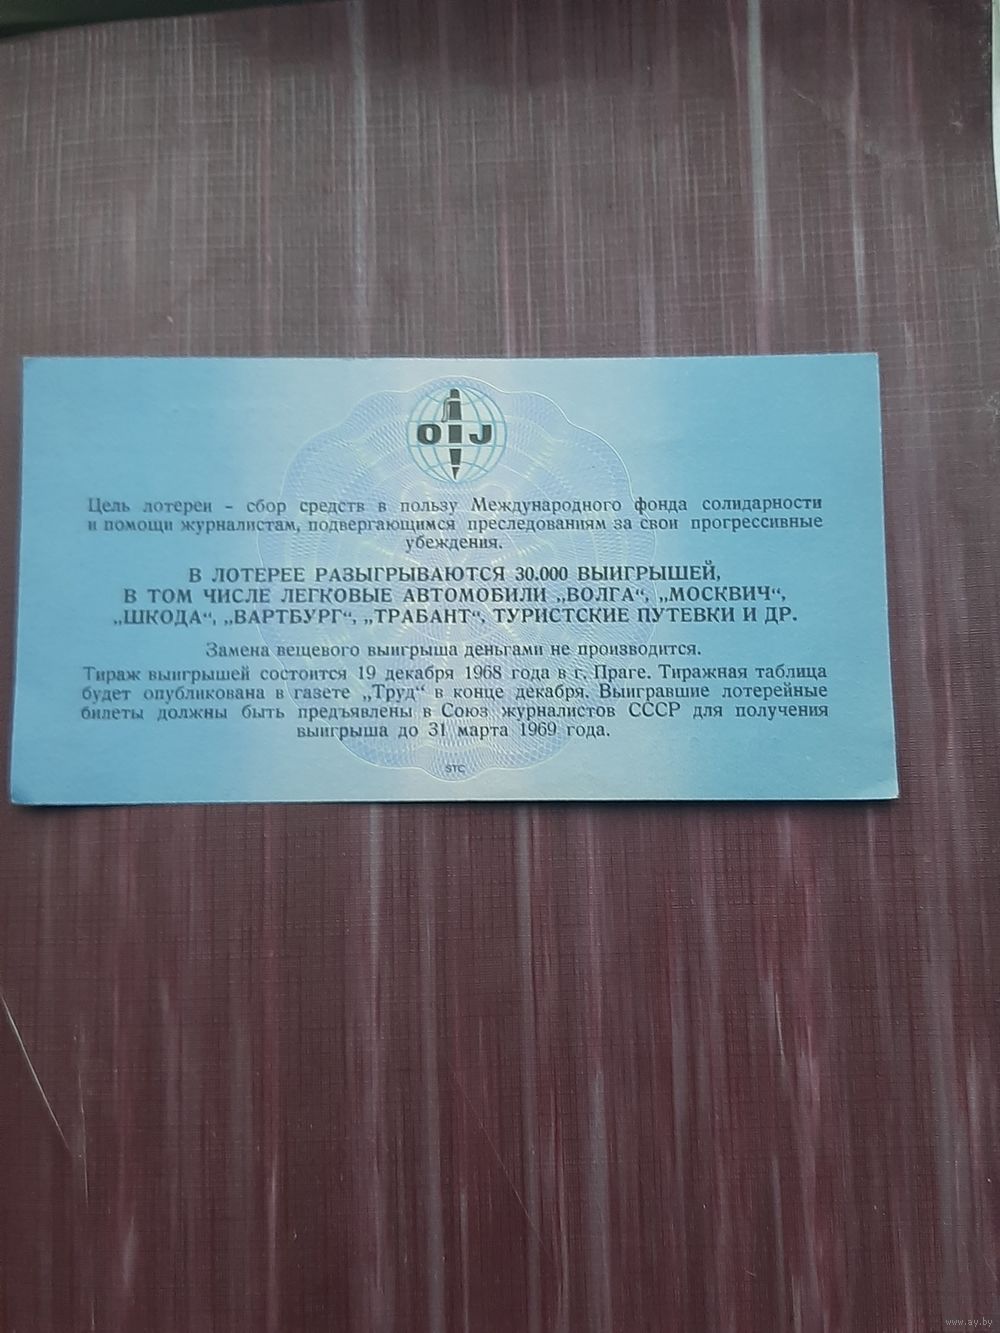 OIJ
Цель лотереи - сбор средств в пользу Международного фонда солидарности
и помощи журналистам, подвергающимся преследованиям за свои прогрессивные
убеждения.
В ЛОТЕРЕЕ РАЗЫГРЫВАЮТСЯ 30.000 ВЫИГРЫШЕЙ,
В ТОМ ЧИСЛЕ ЛЕГКОВЫЕ АВТОМОБИЛИ „ВОЛГА“, „МОСКВИЧ“,
„ШКОДА“, „ВАРТБУРГ“, „ТРАБАНТ“, ТУРИСТСКИЕ ПУТЕВКИ И ДР.
Замена вещевого выигрыша деньгами не производится.
Тираж выигрышей состоится 19 декабря 1968 года в г. Праге. Тиражная таблица
будет опубликована в газете „Труд“ в конце декабря. Выигравшие лотерейные
билеты должны быть предъявлены в Союз журналистов СССР для получения
выигрыша до 31 марта 1969 года.
STC
www.ay.by